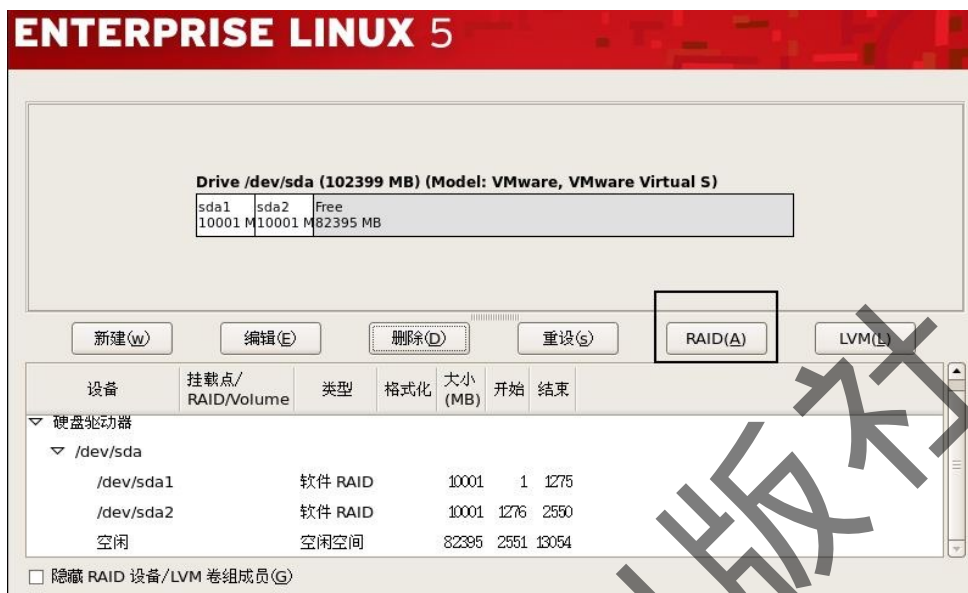 ENTERPRISE LINUX 5
Drive /dev/sda (102399 MB) (Model: VMware, VMware Virtual S)
sda1 sda2 Free
10001 M 10001 M 82395 MB
新建(w) 编辑(E) 删除(D) 重设(s) RAID(A) LVM(L)
设备 挂载点/ RAID/Volume 类型 格式化 大小 (MB) 开始 结束
硬盘驱动器
/dev/sda
/dev/sda1 软件 RAID 10001 1 1275
/dev/sda2 软件 RAID 10001 1276 2550
空闲 空闲空间 82395 2551 13054
隐藏 RAID 设备/LVM 卷组成员(G)
版社